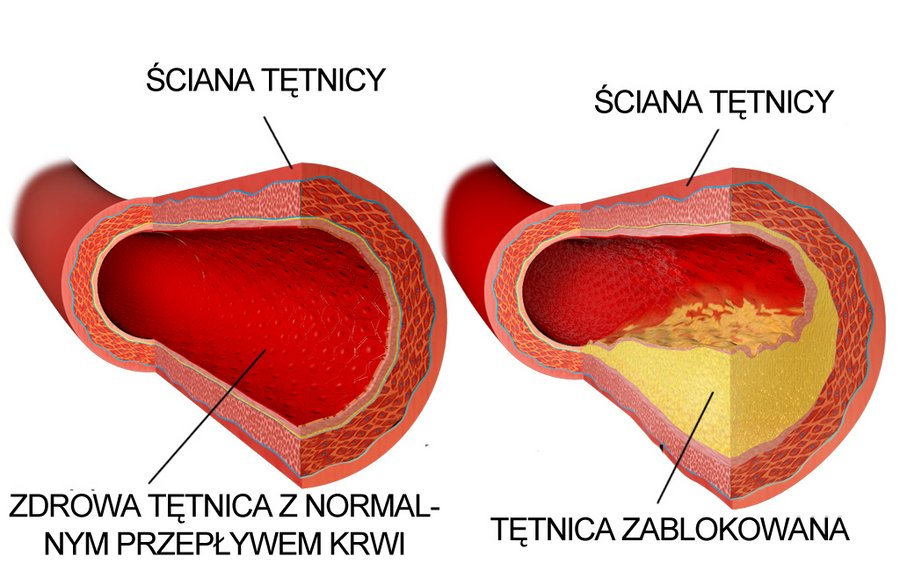 ŚCIANA TĘTNICY
ŚCIANA TĘTNICY
ZDROWA TĘTNICA Z NORMAL-
NYM PRZEPŁYWEM KRWI
TĘTNICA ZABLOKOWANA